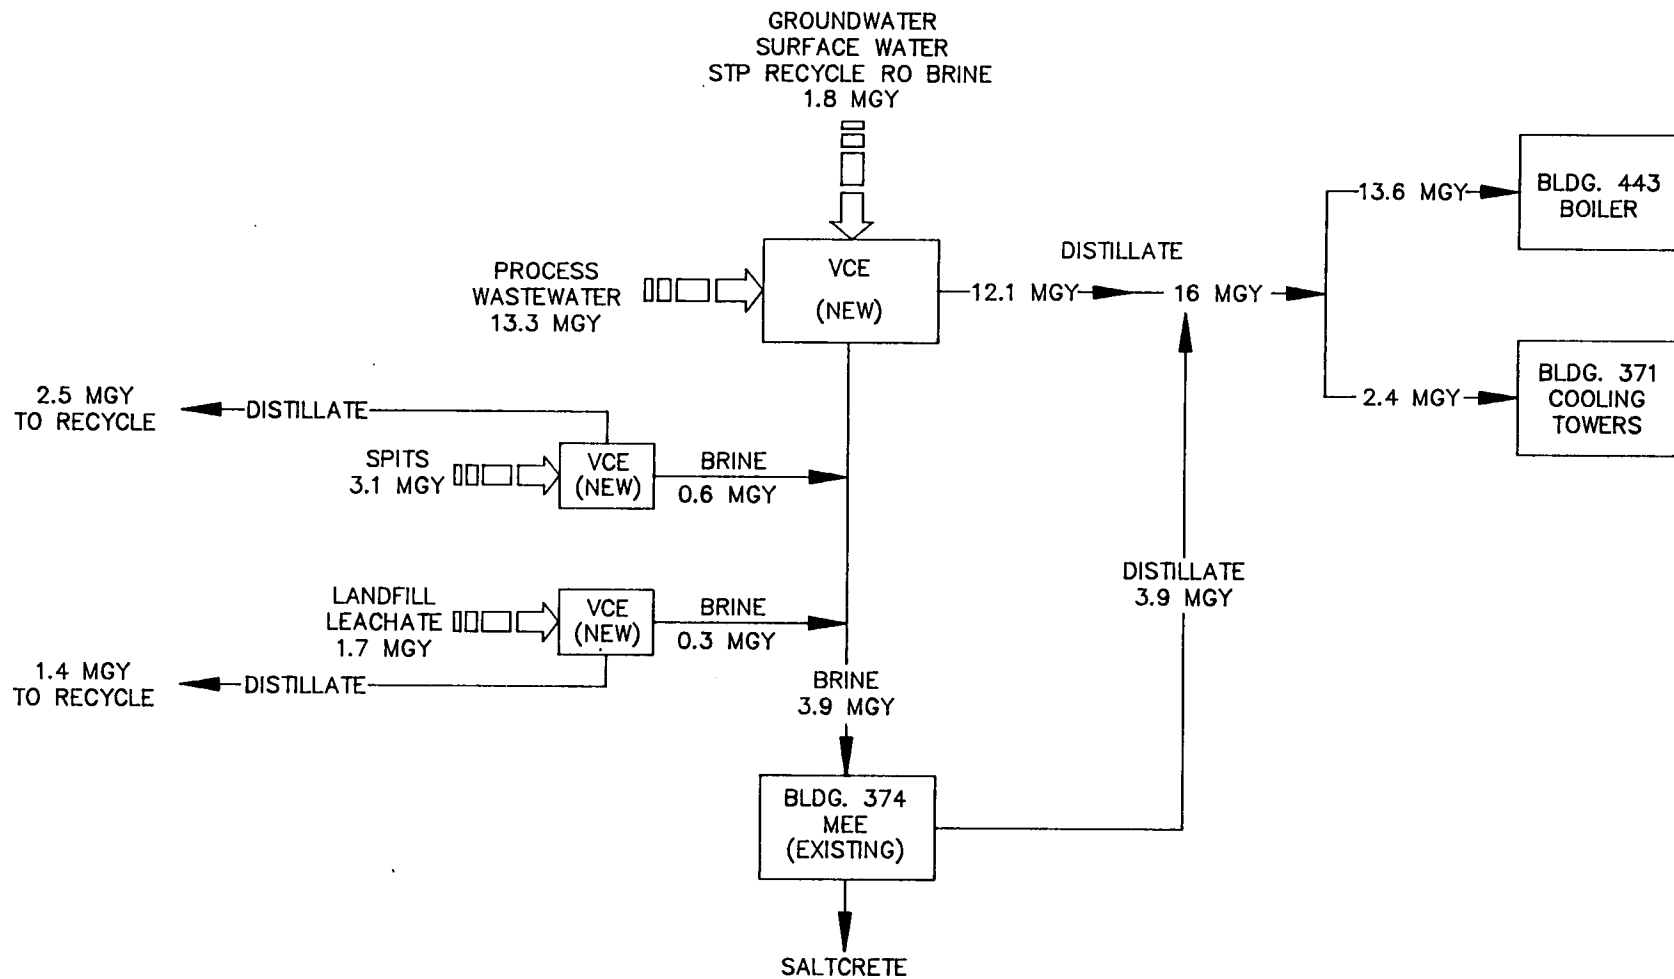 GROUNDWATER
SURFACE WATER
STP RECYCLE RO BRINE
1.8 MGY
PROCESS
WASTEWATER
13.3 MGY
VCE
(NEW)
12.1 MGY
DISTILLATE
16 MGY
13.6 MGY
BLDG. 443
BOILER
2.4 MGY
BLDG. 371
COOLING
TOWERS
2.5 MGY
TO RECYCLE
DISTILLATE
SPITS
3.1 MGY
VCE
(NEW)
BRINE
0.6 MGY
LANDFILL
LEACHATE
1.7 MGY
VCE
(NEW)
BRINE
0.3 MGY
1.4 MGY
TO RECYCLE
DISTILLATE
BRINE
3.9 MGY
DISTILLATE
3.9 MGY
BLDG. 374
MEE
(EXISTING)
SALTCRETE